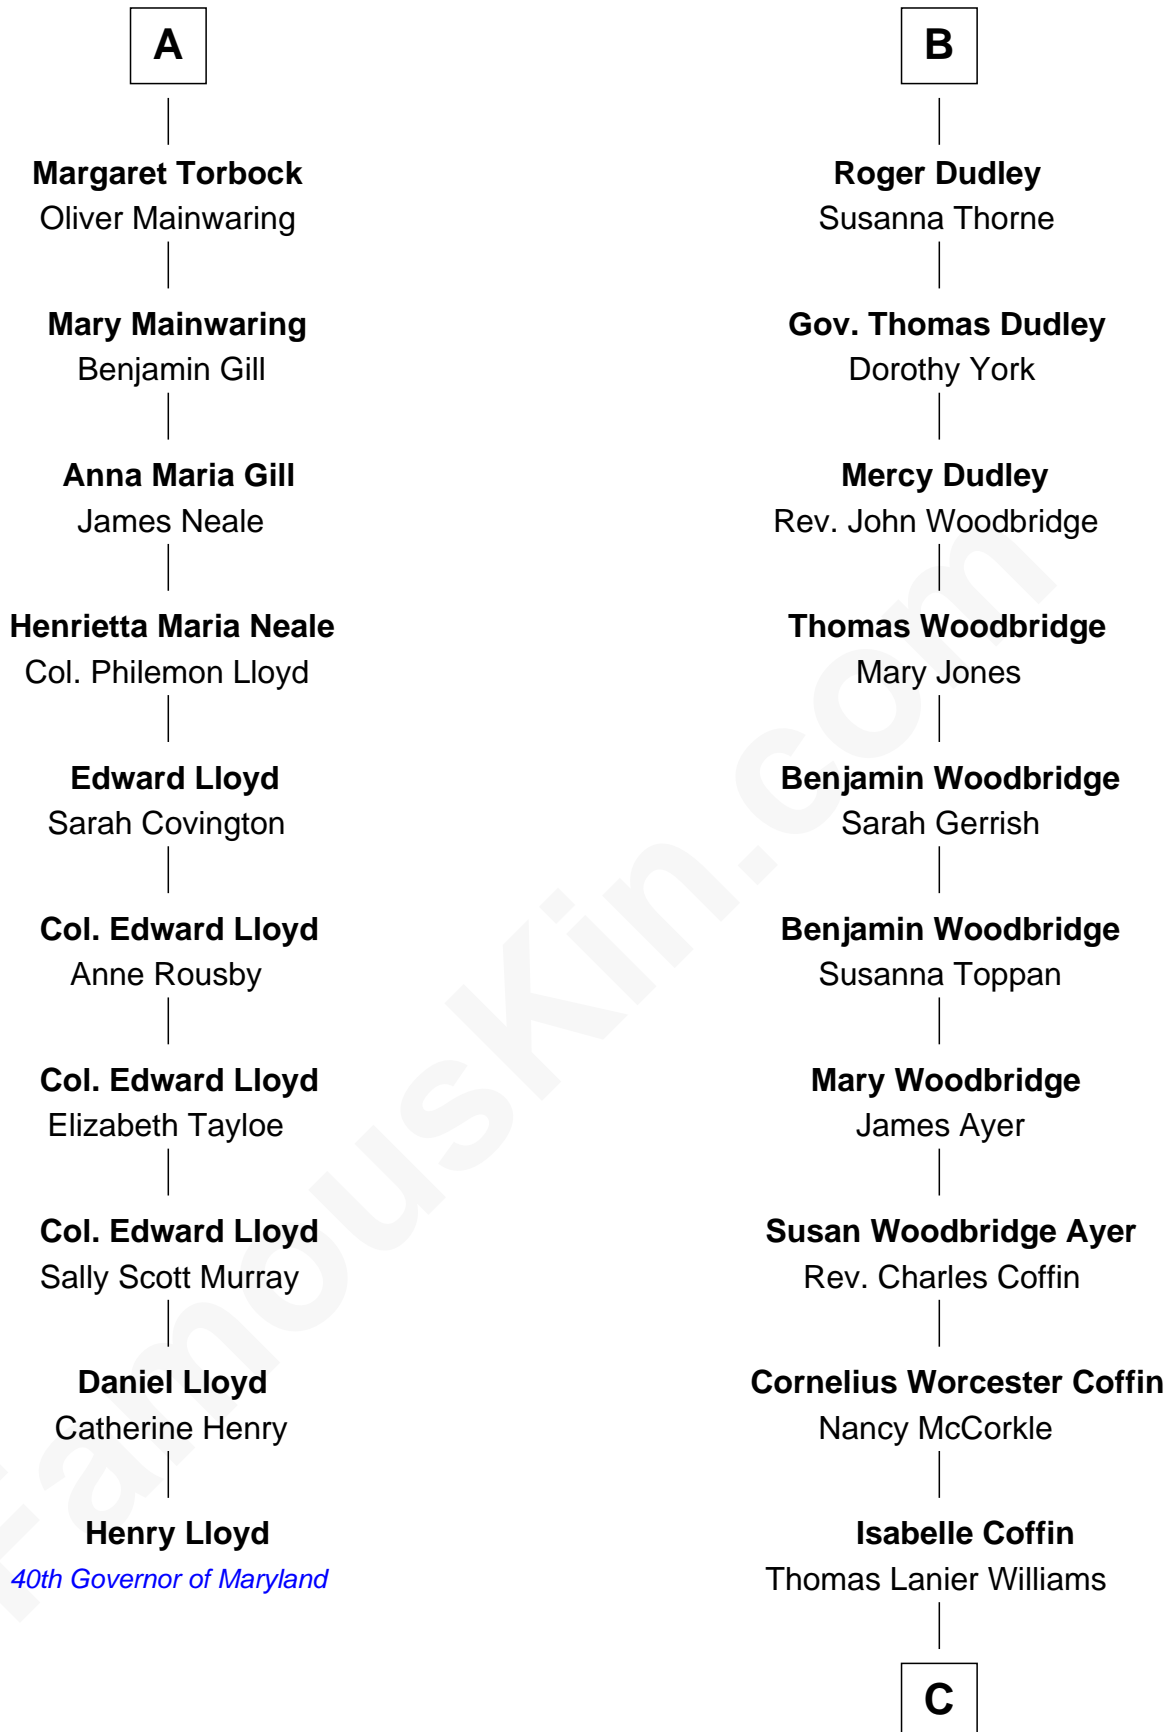 A
Margaret Torbock
Oliver Mainwaring
Mary Mainwaring
Benjamin Gill
Anna Maria Gill
James Neale
Henrietta Maria Neale
Col. Philemon Lloyd
Edward Lloyd
Sarah Covington
Col. Edward Lloyd
Anne Rousby
Col. Edward Lloyd
Elizabeth Tayloe
Col. Edward Lloyd
Sally Scott Murray
Daniel Lloyd
Catherine Henry
Henry Lloyd
40th Governor of Maryland
B
Roger Dudley
Susanna Thorne
Gov. Thomas Dudley
Dorothy York
Mercy Dudley
Rev. John Woodbridge
Thomas Woodbridge
Mary Jones
Benjamin Woodbridge
Sarah Gerrish
Benjamin Woodbridge
Susanna Toppan
Mary Woodbridge
James Ayer
Susan Woodbridge Ayer
Rev. Charles Coffin
Cornelius Worcester Coffin
Nancy McCorkle
Isabelle Coffin
Thomas Lanier Williams
C
FamousKin.com